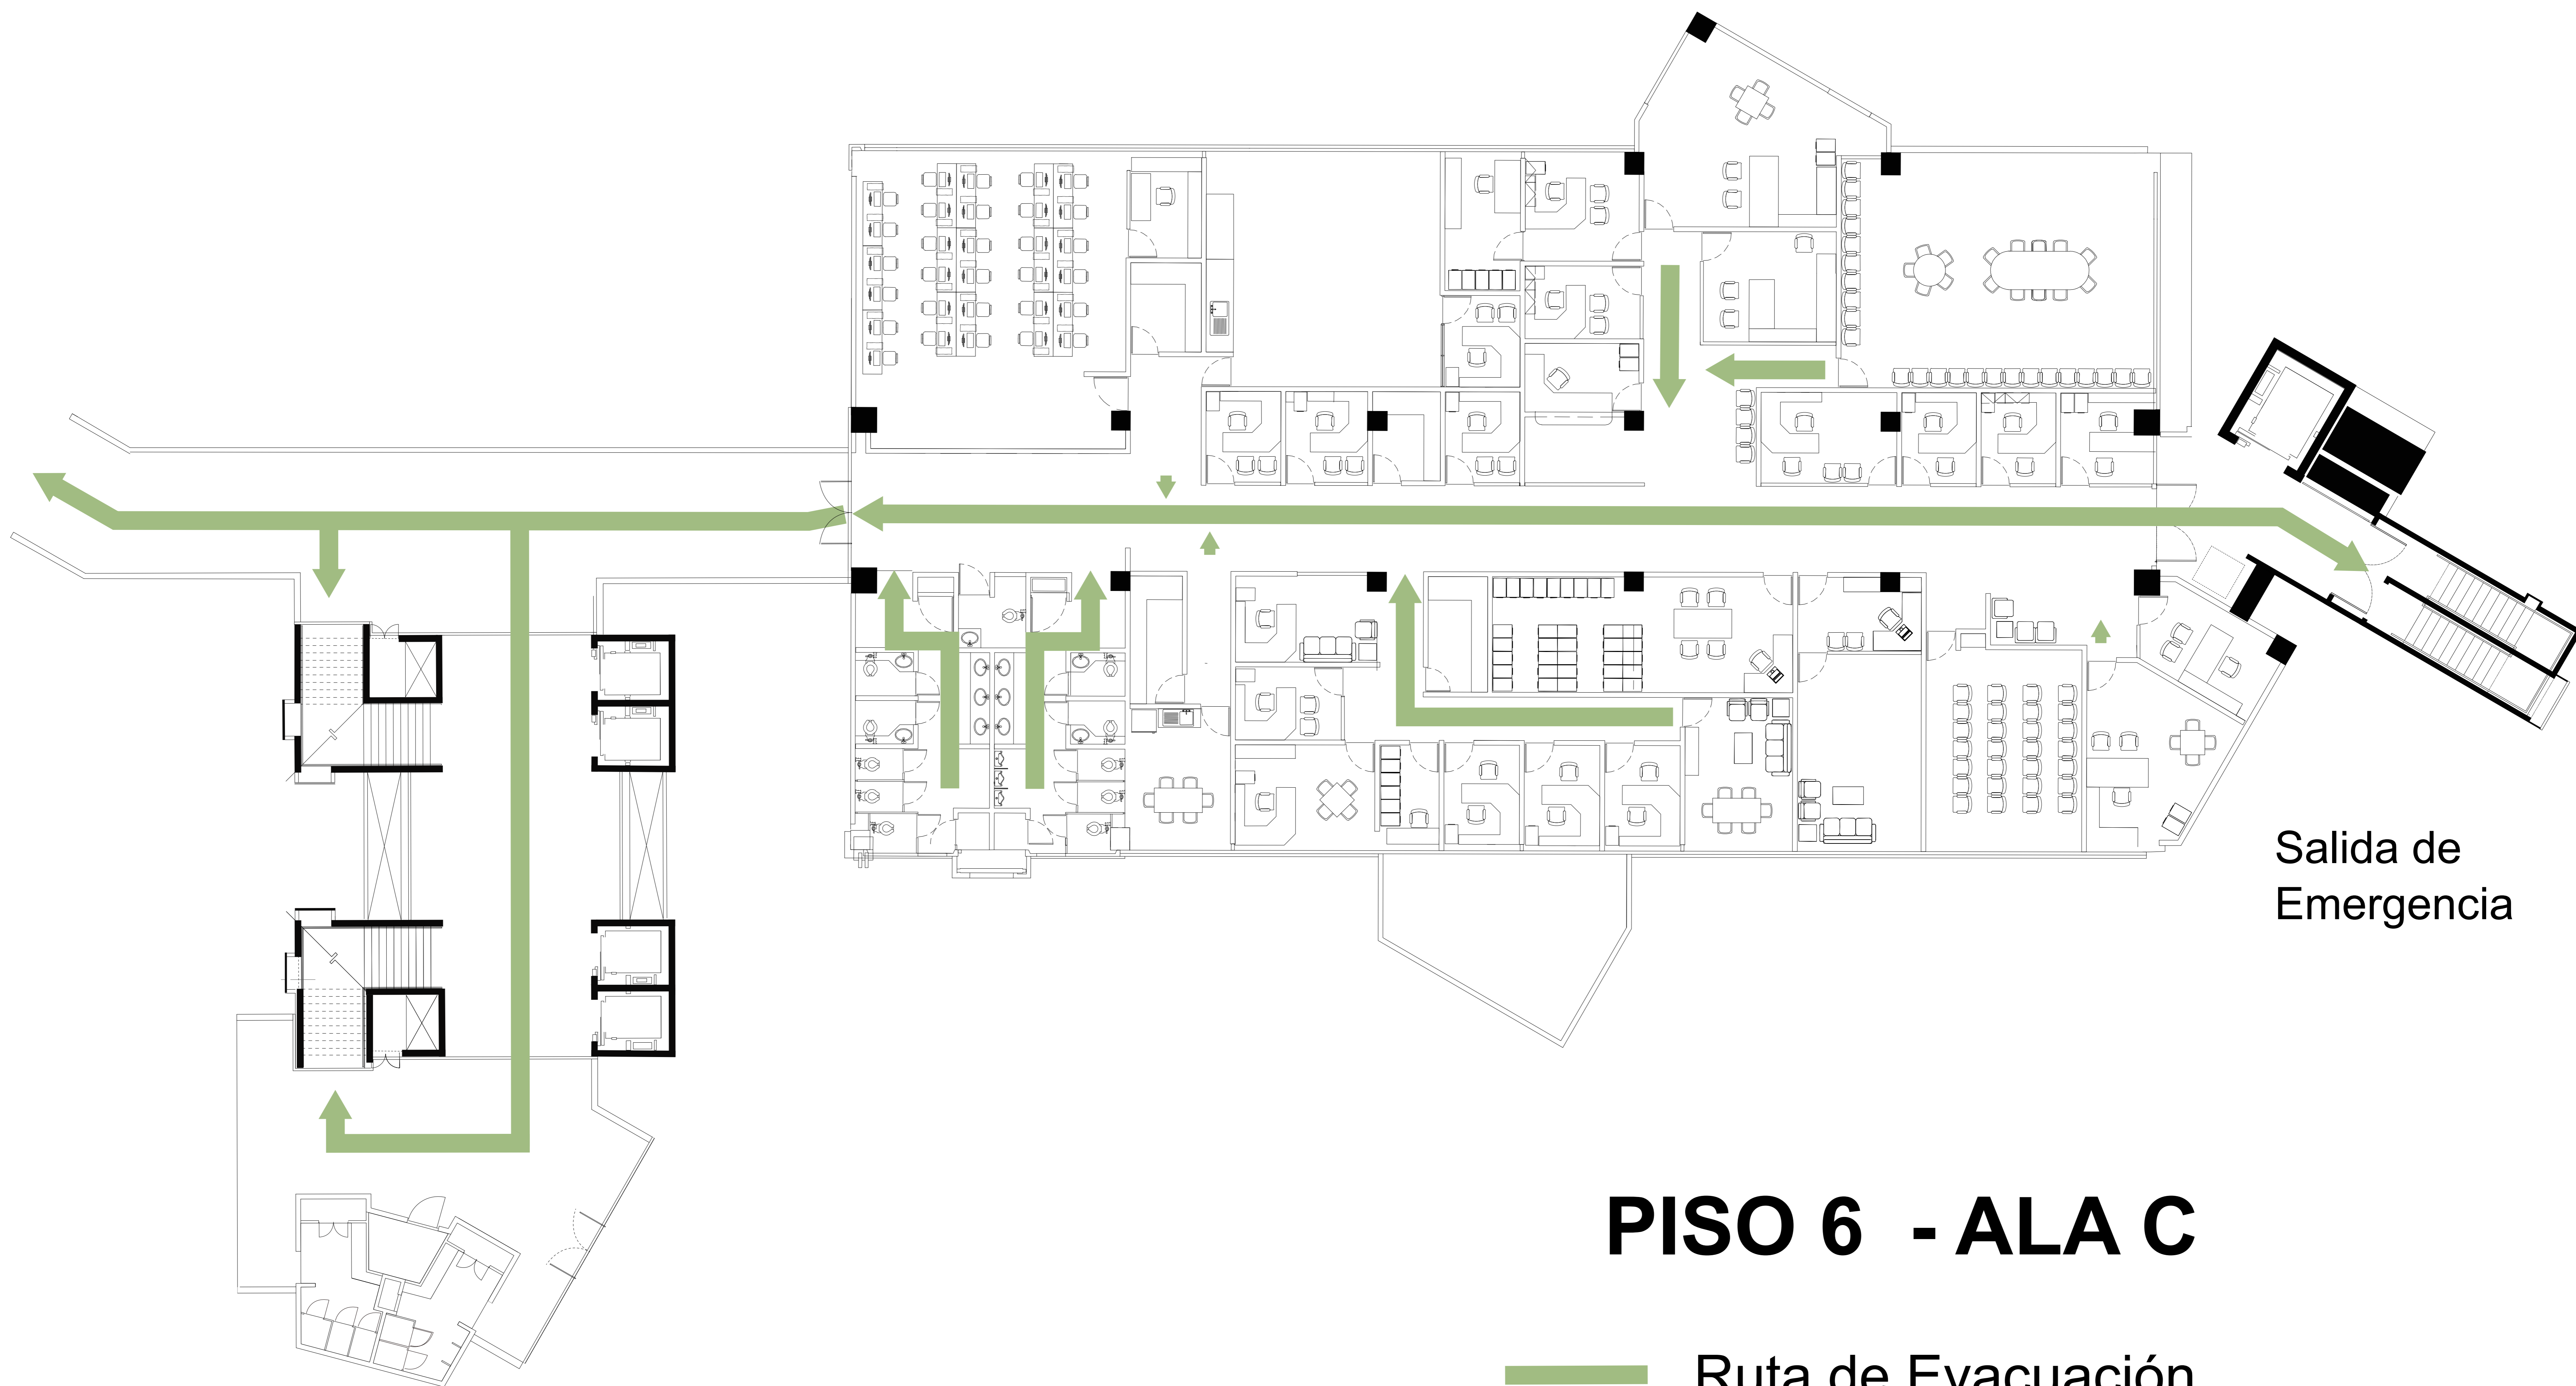 Salida de
Emergencia
PISO 6 - ALA C
Ruta de Evacuación